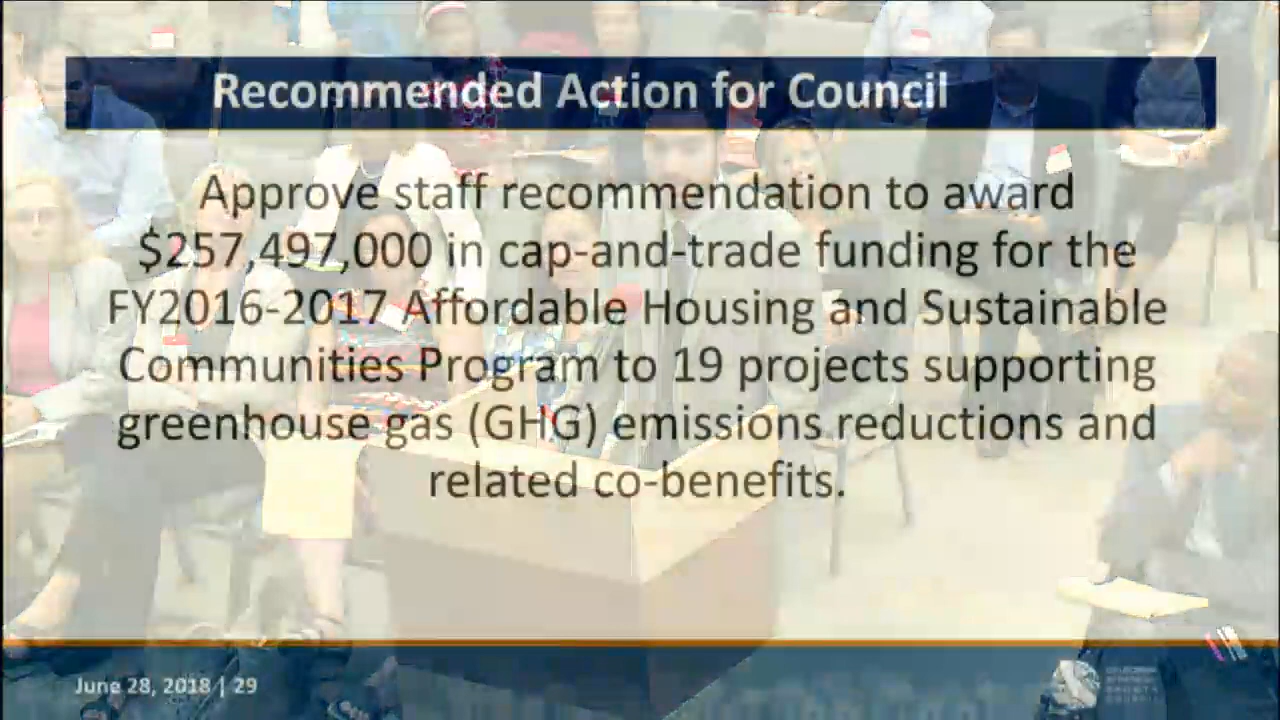 Recommended Action for Council
Approve staff recommendation to award
$257,497,000 in cap-and-trade funding for the
FY2016-2017 Affordable Housing and Sustainable
Communities Program to 19 projects supporting
greenhouse gas (GHG) emissions reductions and
related co-benefits.
June 28, 2018 | 29